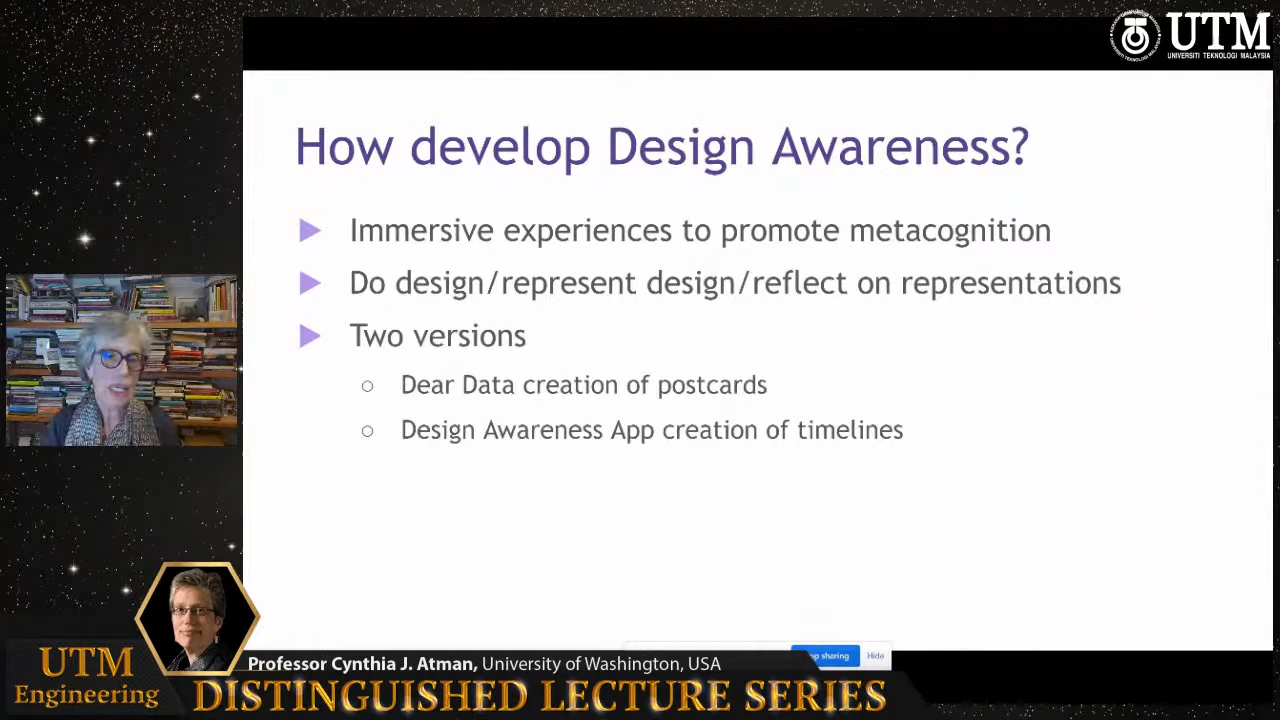 UTM
UNIVERSITI TEKNOLOGI MALAYSIA
How develop Design Awareness?
Immersive experiences to promote metacognition
Do design/represent design/reflect on representations
Two versions
Dear Data creation of postcards
Design Awareness App creation of timelines
sharing
Hide
Professor Cynthia J. Atman, University of Washington, USA
UTM
Engineering
DISTINGUISHED LECTURE SERIES